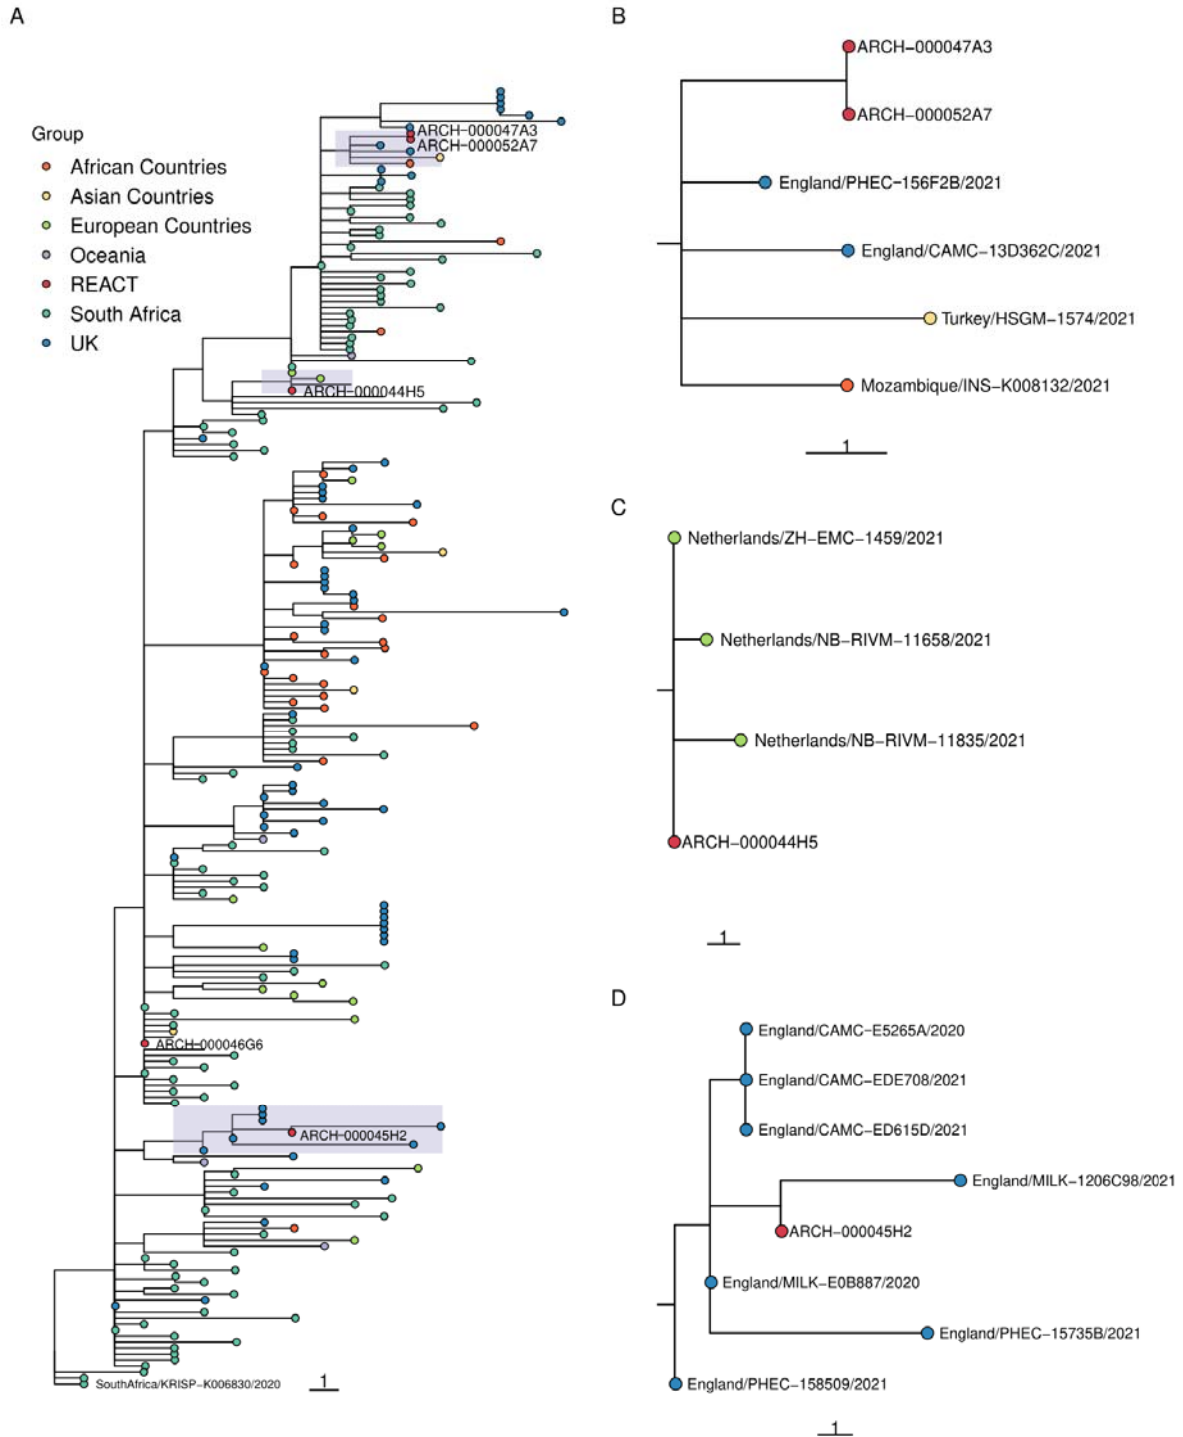 A
Group
African Countries
Asian Countries
European Countries
Oceania
REACT
South Africa
UK
ARCH−000047A3
ARCH−000052A7
ARCH−000044H5
ARCH−000046G6
ARCH−000045H2
SouthAfrica/KRISP−K006830/2020
1
B
ARCH−000047A3
ARCH−000052A7
England/PHEC−156F2B/2021
England/CAMC−13D362C/2021
Turkey/HSGM−1574/2021
Mozambique/INS−K008132/2021
1
C
Netherlands/ZH−EMC−1459/2021
Netherlands/NB−RIVM−11658/2021
Netherlands/NB−RIVM−11835/2021
ARCH−000044H5
1
D
England/CAMC−E5265A/2020
England/CAMC−EDE708/2021
England/CAMC−ED615D/2021
England/MILK−1206C98/2021
ARCH−000045H2
England/MILK−E0B887/2020
England/PHEC−15735B/2021
England/PHEC−158509/2021
1